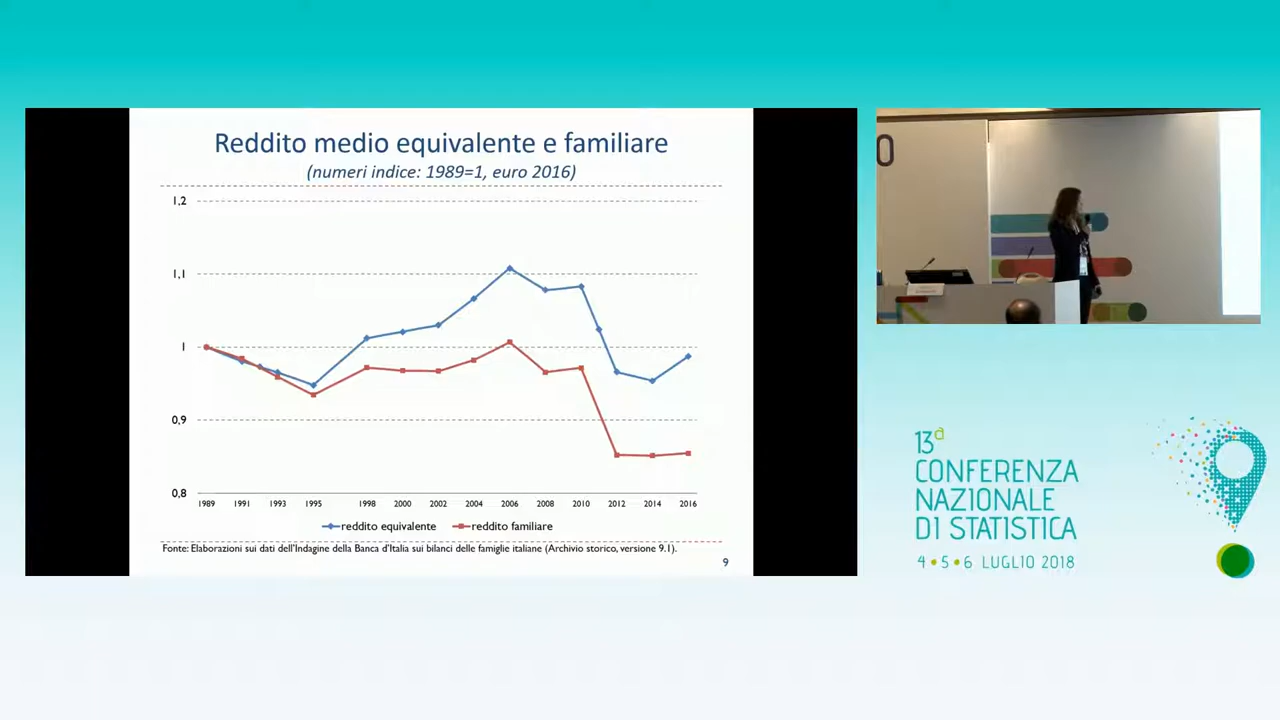 Reddito medio equivalente e familiare
(numeri indice: 1989=1, euro 2016)
1,2
1,1
1
0,9
0,8
1989 1991 1993 1995 1998 2000 2002 2004 2006 2008 2010 2012 2014 2016
reddito equivalente reddito familiare
Fonte: Elaborazioni sui dati dell'Indagine della Banca d'Italia sui bilanci delle famiglie italiane (Archivio storico, versione 9.1).
9
O
13a
CONFERENZA
NAZIONALE
DI STATISTICA
4 • 5 • 6 LUGLIO 2018